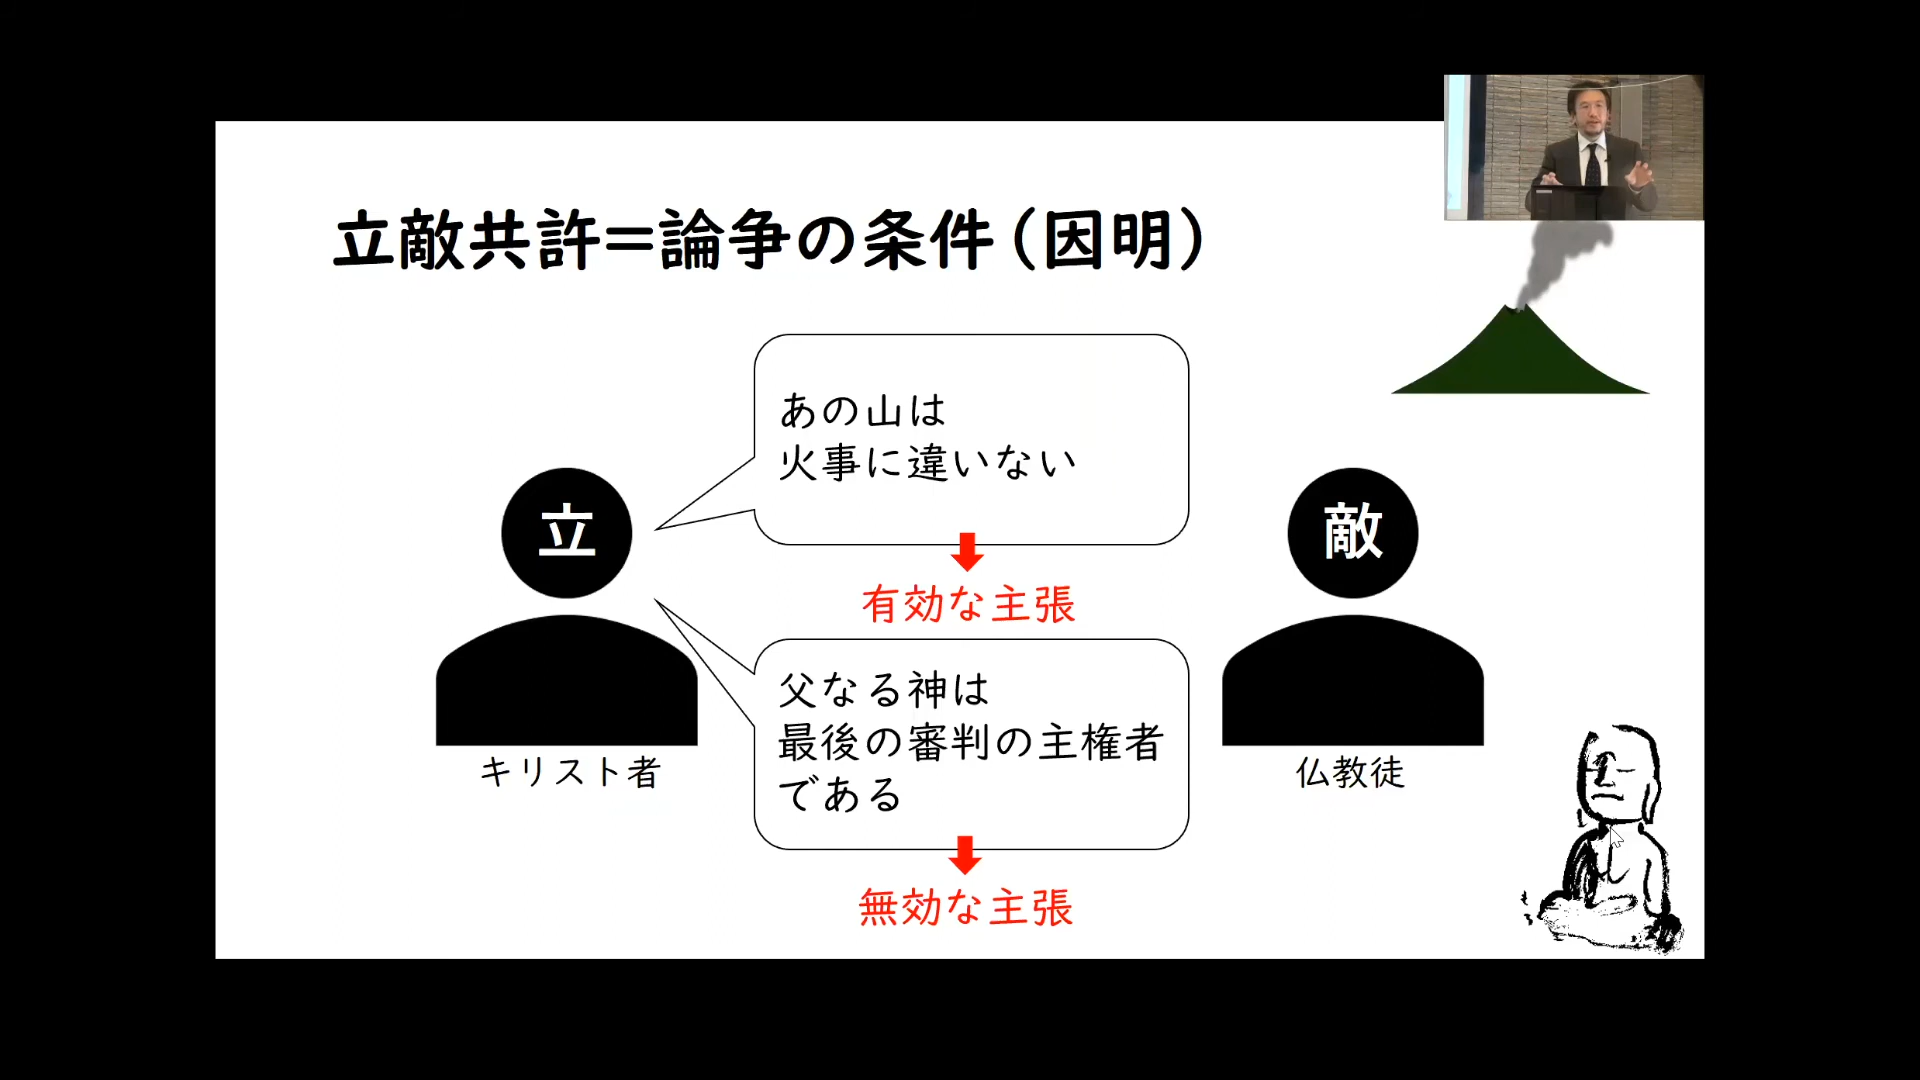 立敵共許=論争の条件(因明)
あの山は
火事に違いない
立
敵
有効な主張
父なる神は
最後の審判の主権者
である
キリスト者
仏教徒
無効な主張